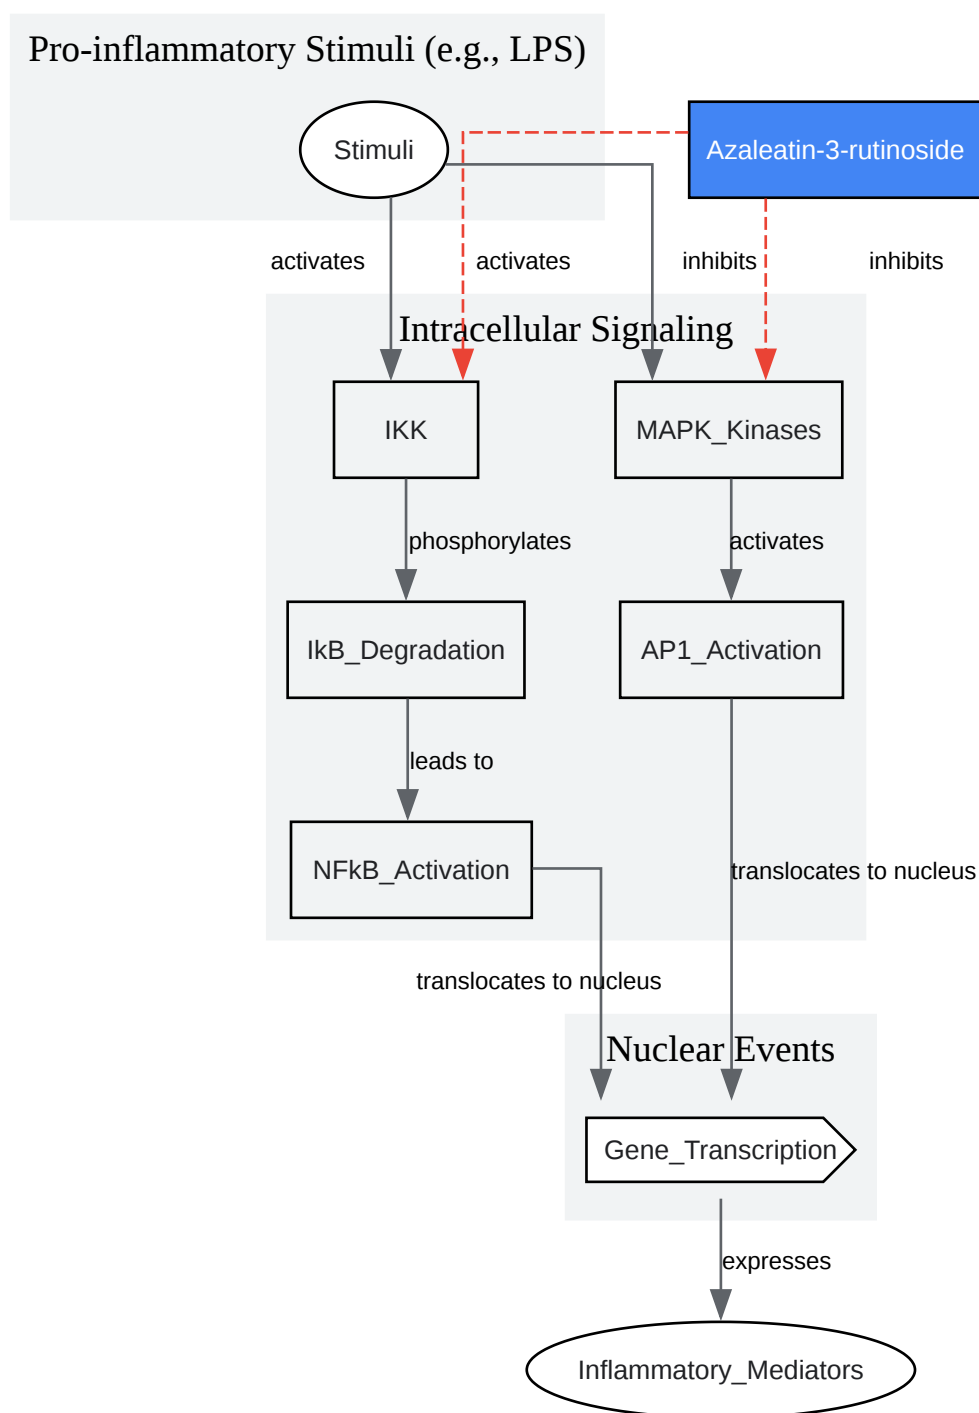 Pro-inflammatory Stimuli (e.g., LPS)
Stimuli
Azaleatin-3-rutinoside
activates
activates
inhibits
inhibits
Intracellular Signaling
IKK
MAPK_Kinases
phosphorylates
activates
IkB_Degradation
AP1_Activation
leads to
NFkB_Activation
translocates to nucleus
translocates to nucleus
Nuclear Events
Gene_Transcription
expresses
Inflammatory_Mediators